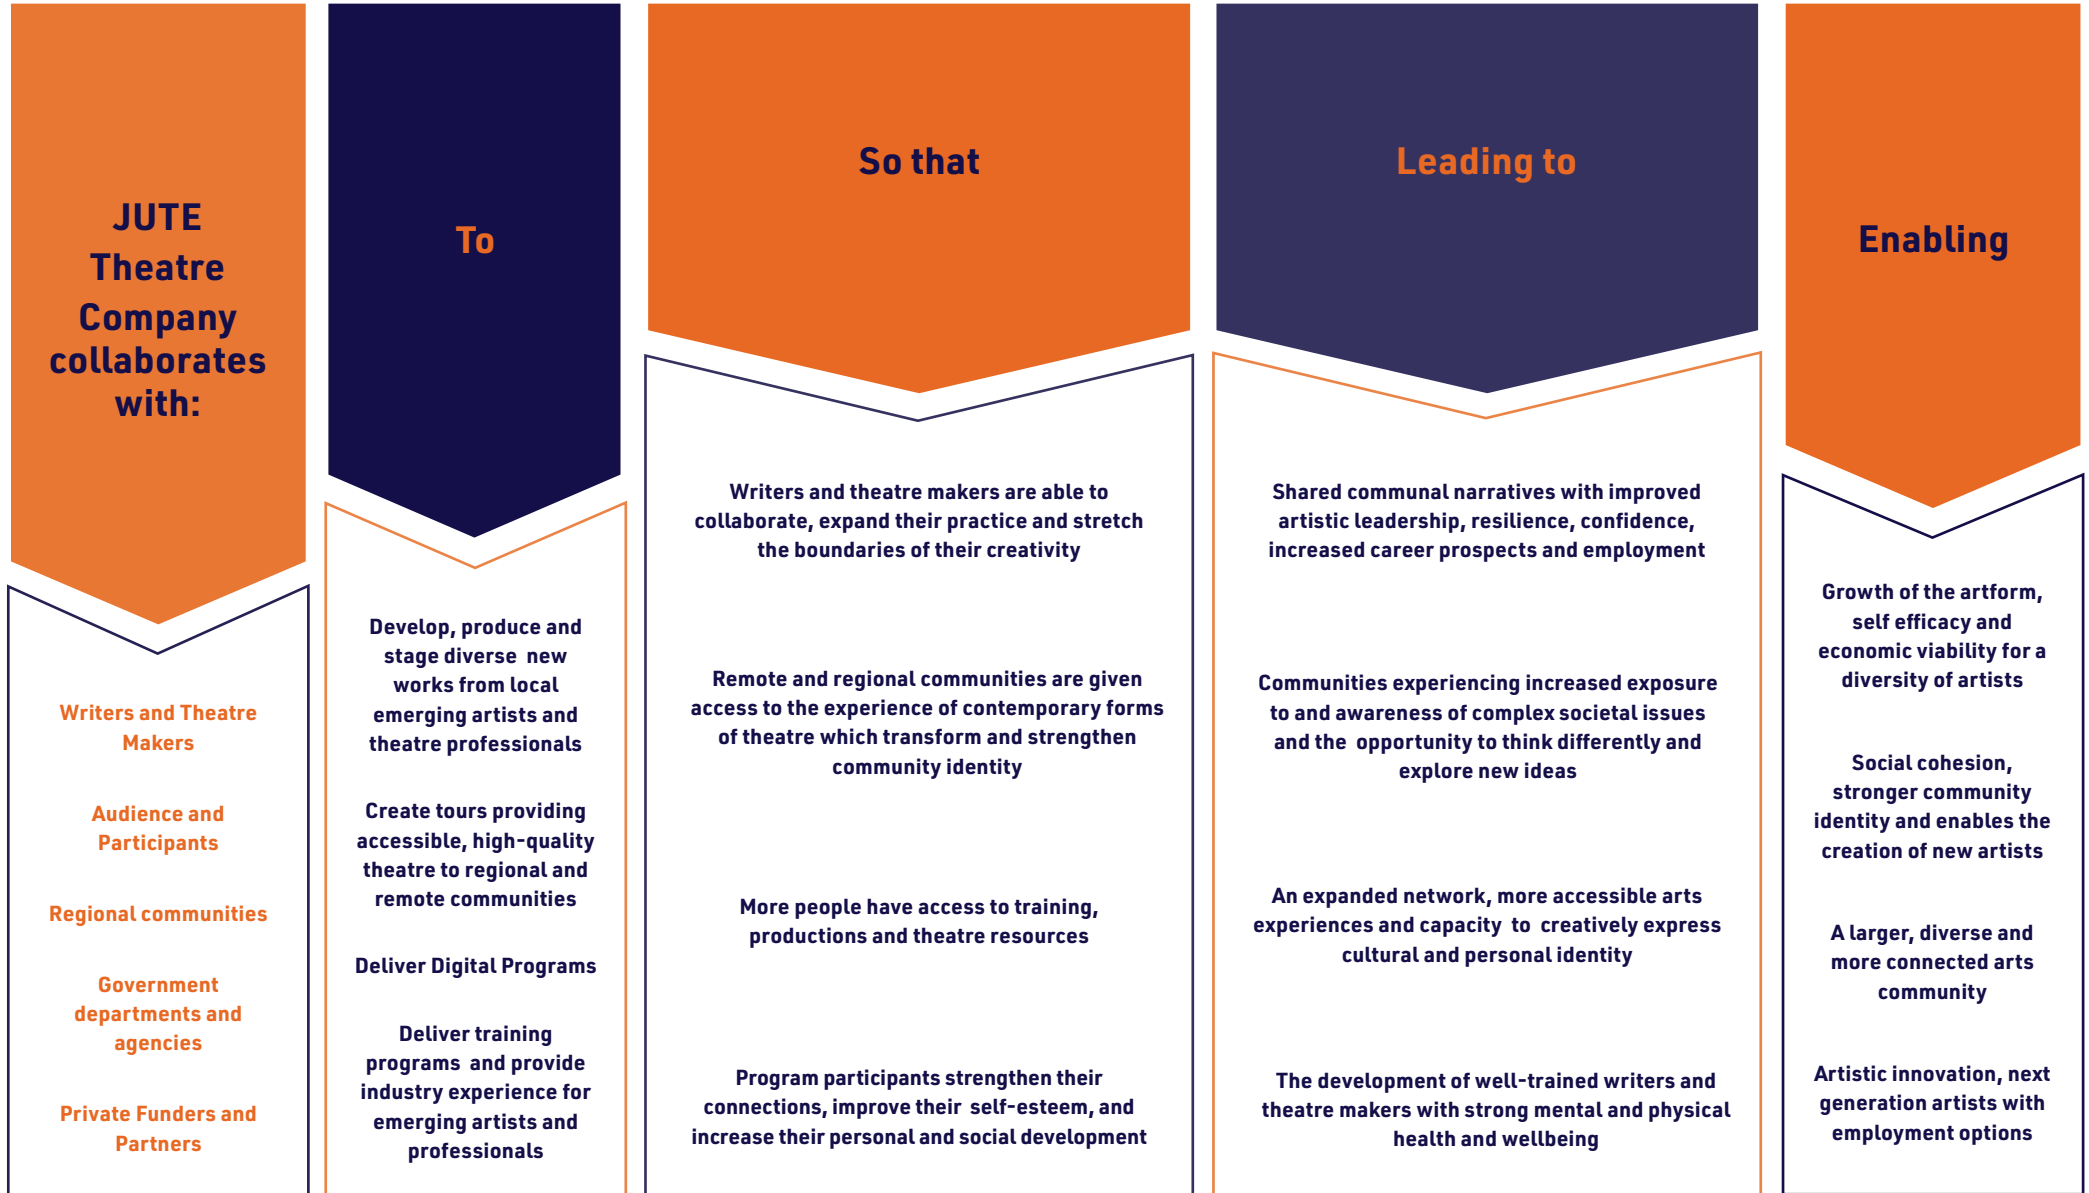 JUTE
Theatre
Company
collaborates
with:
Writers and Theatre
Makers
Audience and
Participants
Regional communities
Government
departments and
agencies
Private Funders and
Partners
To
Develop, produce and
stage diverse new
works from local
emerging artists and
theatre professionals
Create tours providing
accessible, high-quality
theatre to regional and
remote communities
Deliver Digital Programs
Deliver training
programs and provide
industry experience for
emerging artists and
professionals
So that
Writers and theatre makers are able to
collaborate, expand their practice and stretch
the boundaries of their creativity
Remote and regional communities are given
access to the experience of contemporary forms
of theatre which transform and strengthen
community identity
More people have access to training,
productions and theatre resources
Program participants strengthen their
connections, improve their self-esteem, and
increase their personal and social development
Leading to
Shared communal narratives with improved
artistic leadership, resilience, confidence,
increased career prospects and employment
Communities experiencing increased exposure
to and awareness of complex societal issues
and the opportunity to think differently and
explore new ideas
An expanded network, more accessible arts
experiences and capacity to creatively express
cultural and personal identity
The development of well-trained writers and
theatre makers with strong mental and physical
health and wellbeing
Enabling
Growth of the artform,
self efficacy and
economic viability for a
diversity of artists
Social cohesion,
stronger community
identity and enables the
creation of new artists
A larger, diverse and
more connected arts
community
Artistic innovation, next
generation artists with
employment options